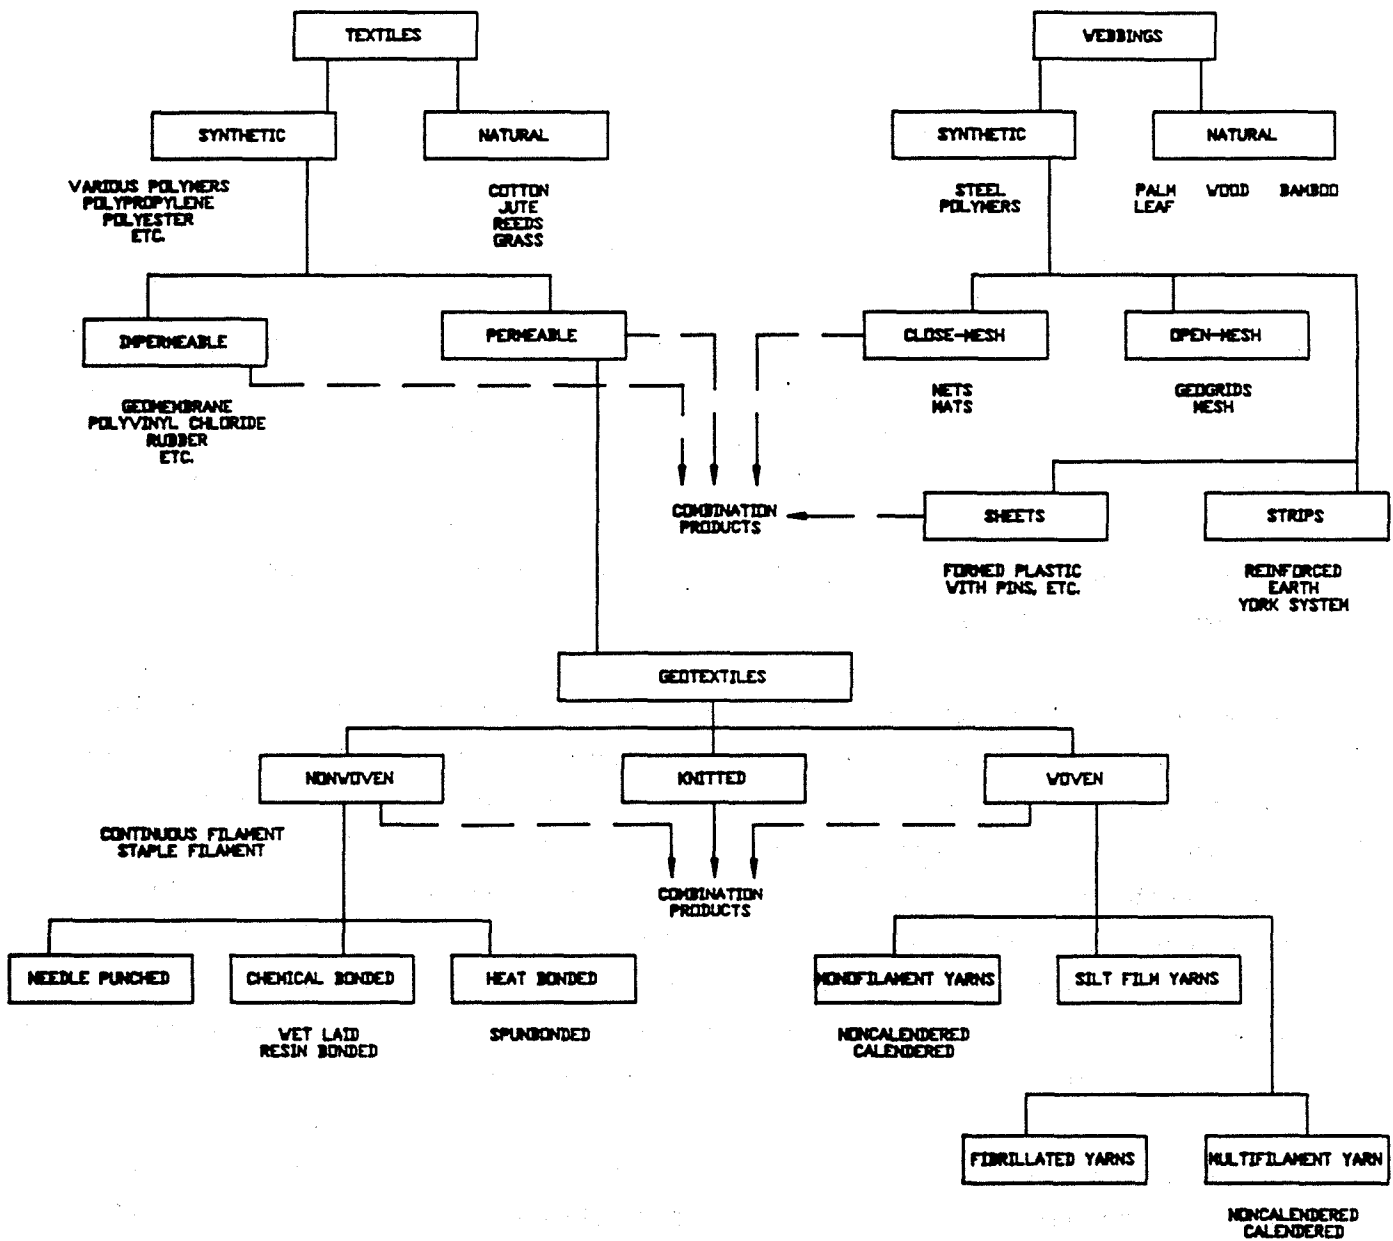 TEXTILES
WEBBINGS
SYNTHETIC
NATURAL
SYNTHETIC
NATURAL
VARIOUS POLYMERS
POLYPROPYLENE
POLYESTER
ETC.
COTTON
JUTE
REEDS
GRASS
STEEL
POLYMERS
PALM WOOD BAMBOO
LEAF
IMPERMEABLE
PERMEABLE
CLOSE-MESH
OPEN-MESH
GEOMEMBRANE
POLYVINYL CHLORIDE
RUBBER
ETC.
NETS
MATS
GEOGRIDS
MESH
COMBINATION
PRODUCTS
SHEETS
STRIPS
FORMED PLASTIC
WITH PINS, ETC.
REINFORCED
EARTH
YORK SYSTEM
GEOTEXTILES
NONWOVEN
KNITTED
WOVEN
CONTINUOUS FILAMENT
STAPLE FILAMENT
COMBINATION
PRODUCTS
NEEDLE PUNCHED
CHEMICAL BONDED
HEAT BONDED
MONOFILAMENT YARNS
SILT FILM YARNS
WET LAID
RESIN BONDED
SPUNBONDED
NONCALENDERED
CALENDERED
FIBRILLATED YARNS
MULTIFILAMENT YARN
NONCALENDERED
CALENDERED